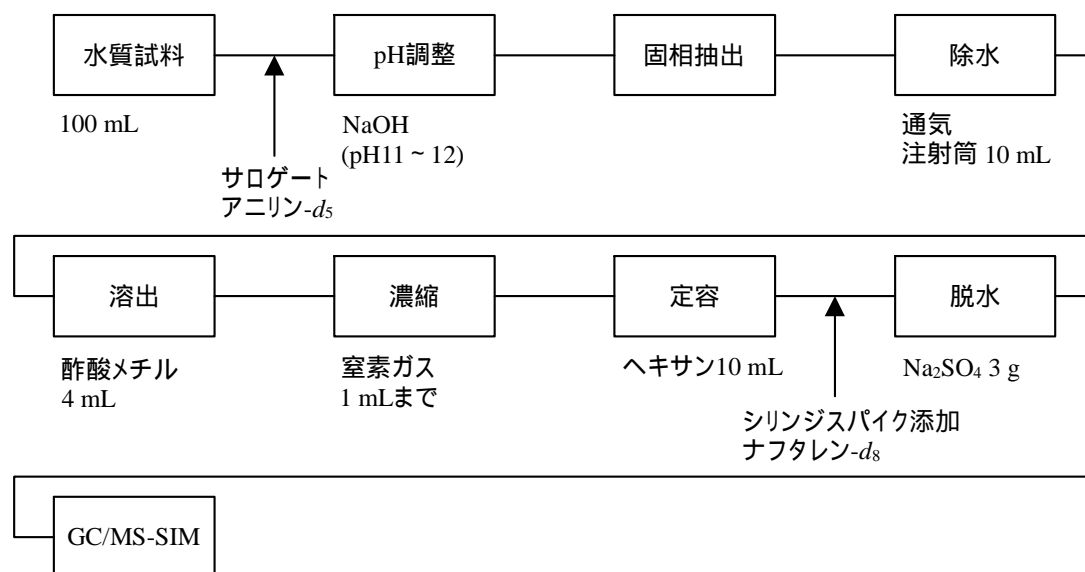 水質試料
pH調整
固相抽出
除水
100 mL
NaOH
(pH11 ~ 12)
通気
注射筒 10 mL
サロゲート
アニリン-d₅
溶出
濃縮
定容
脱水
酢酸メチル
4 mL
窒素ガス
1 mLまで
ヘキサン10 mL
Na₂SO₄ 3 g
シリンジスパイク添加
ナフタレン-d₈
GC/MS-SIM